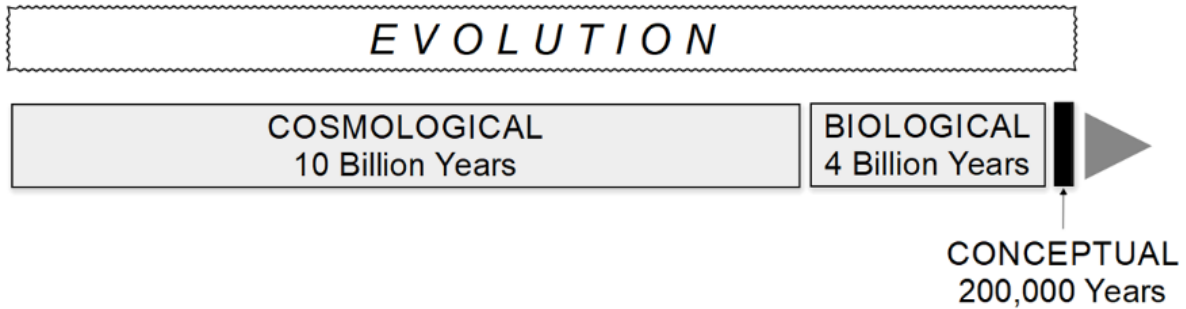 EVOLUTION
COSMOLOGICAL
10 Billion Years
BIOLOGICAL
4 Billion Years
CONCEPTUAL
200,000 Years